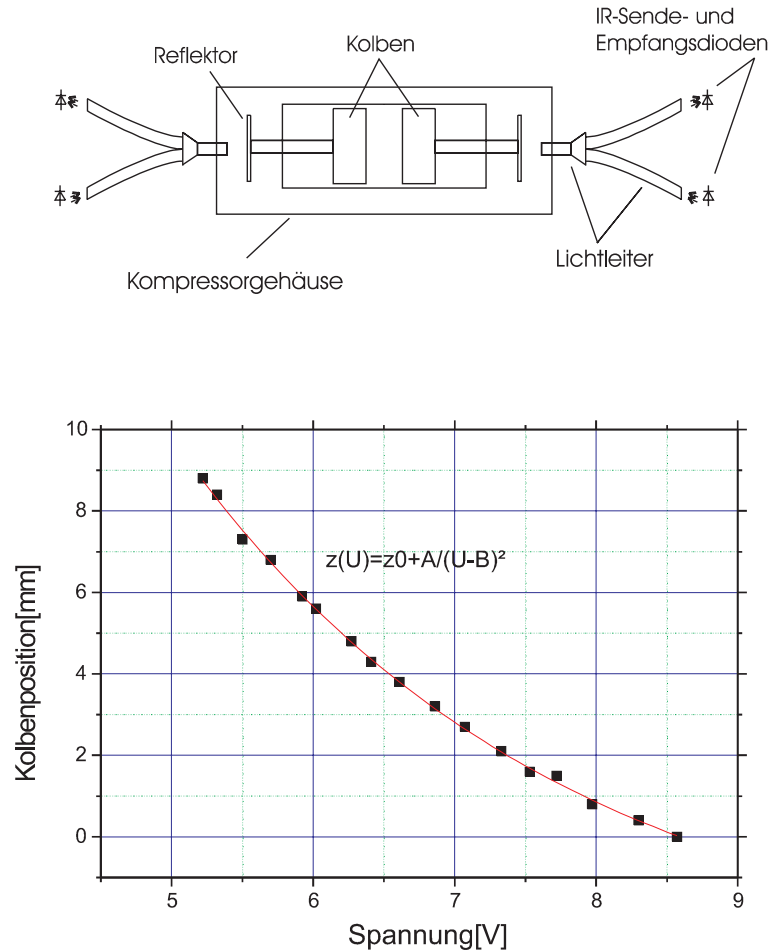 IR-Sende- und
Empfangsdioden
Kolben
Reflektor
Lichtleiter
Kompressorgehäuse
10
8
6
4
2
0
z(U)=z0+A/(U-B)²
Kolbenposition[mm]
5 6 7 8 9
Spannung[V]